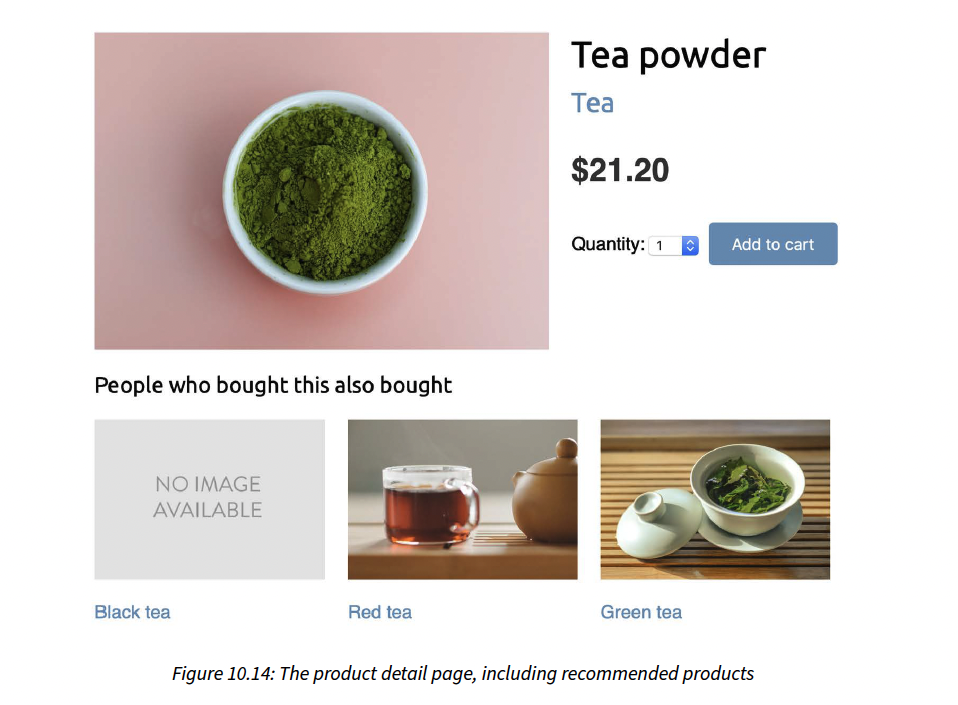 Tea powder
Tea
$21.20
Quantity: 1 Add to cart
People who bought this also bought
NO IMAGE
AVAILABLE
Black tea
Red tea
Green tea
Figure 10.14: The product detail page, including recommended products